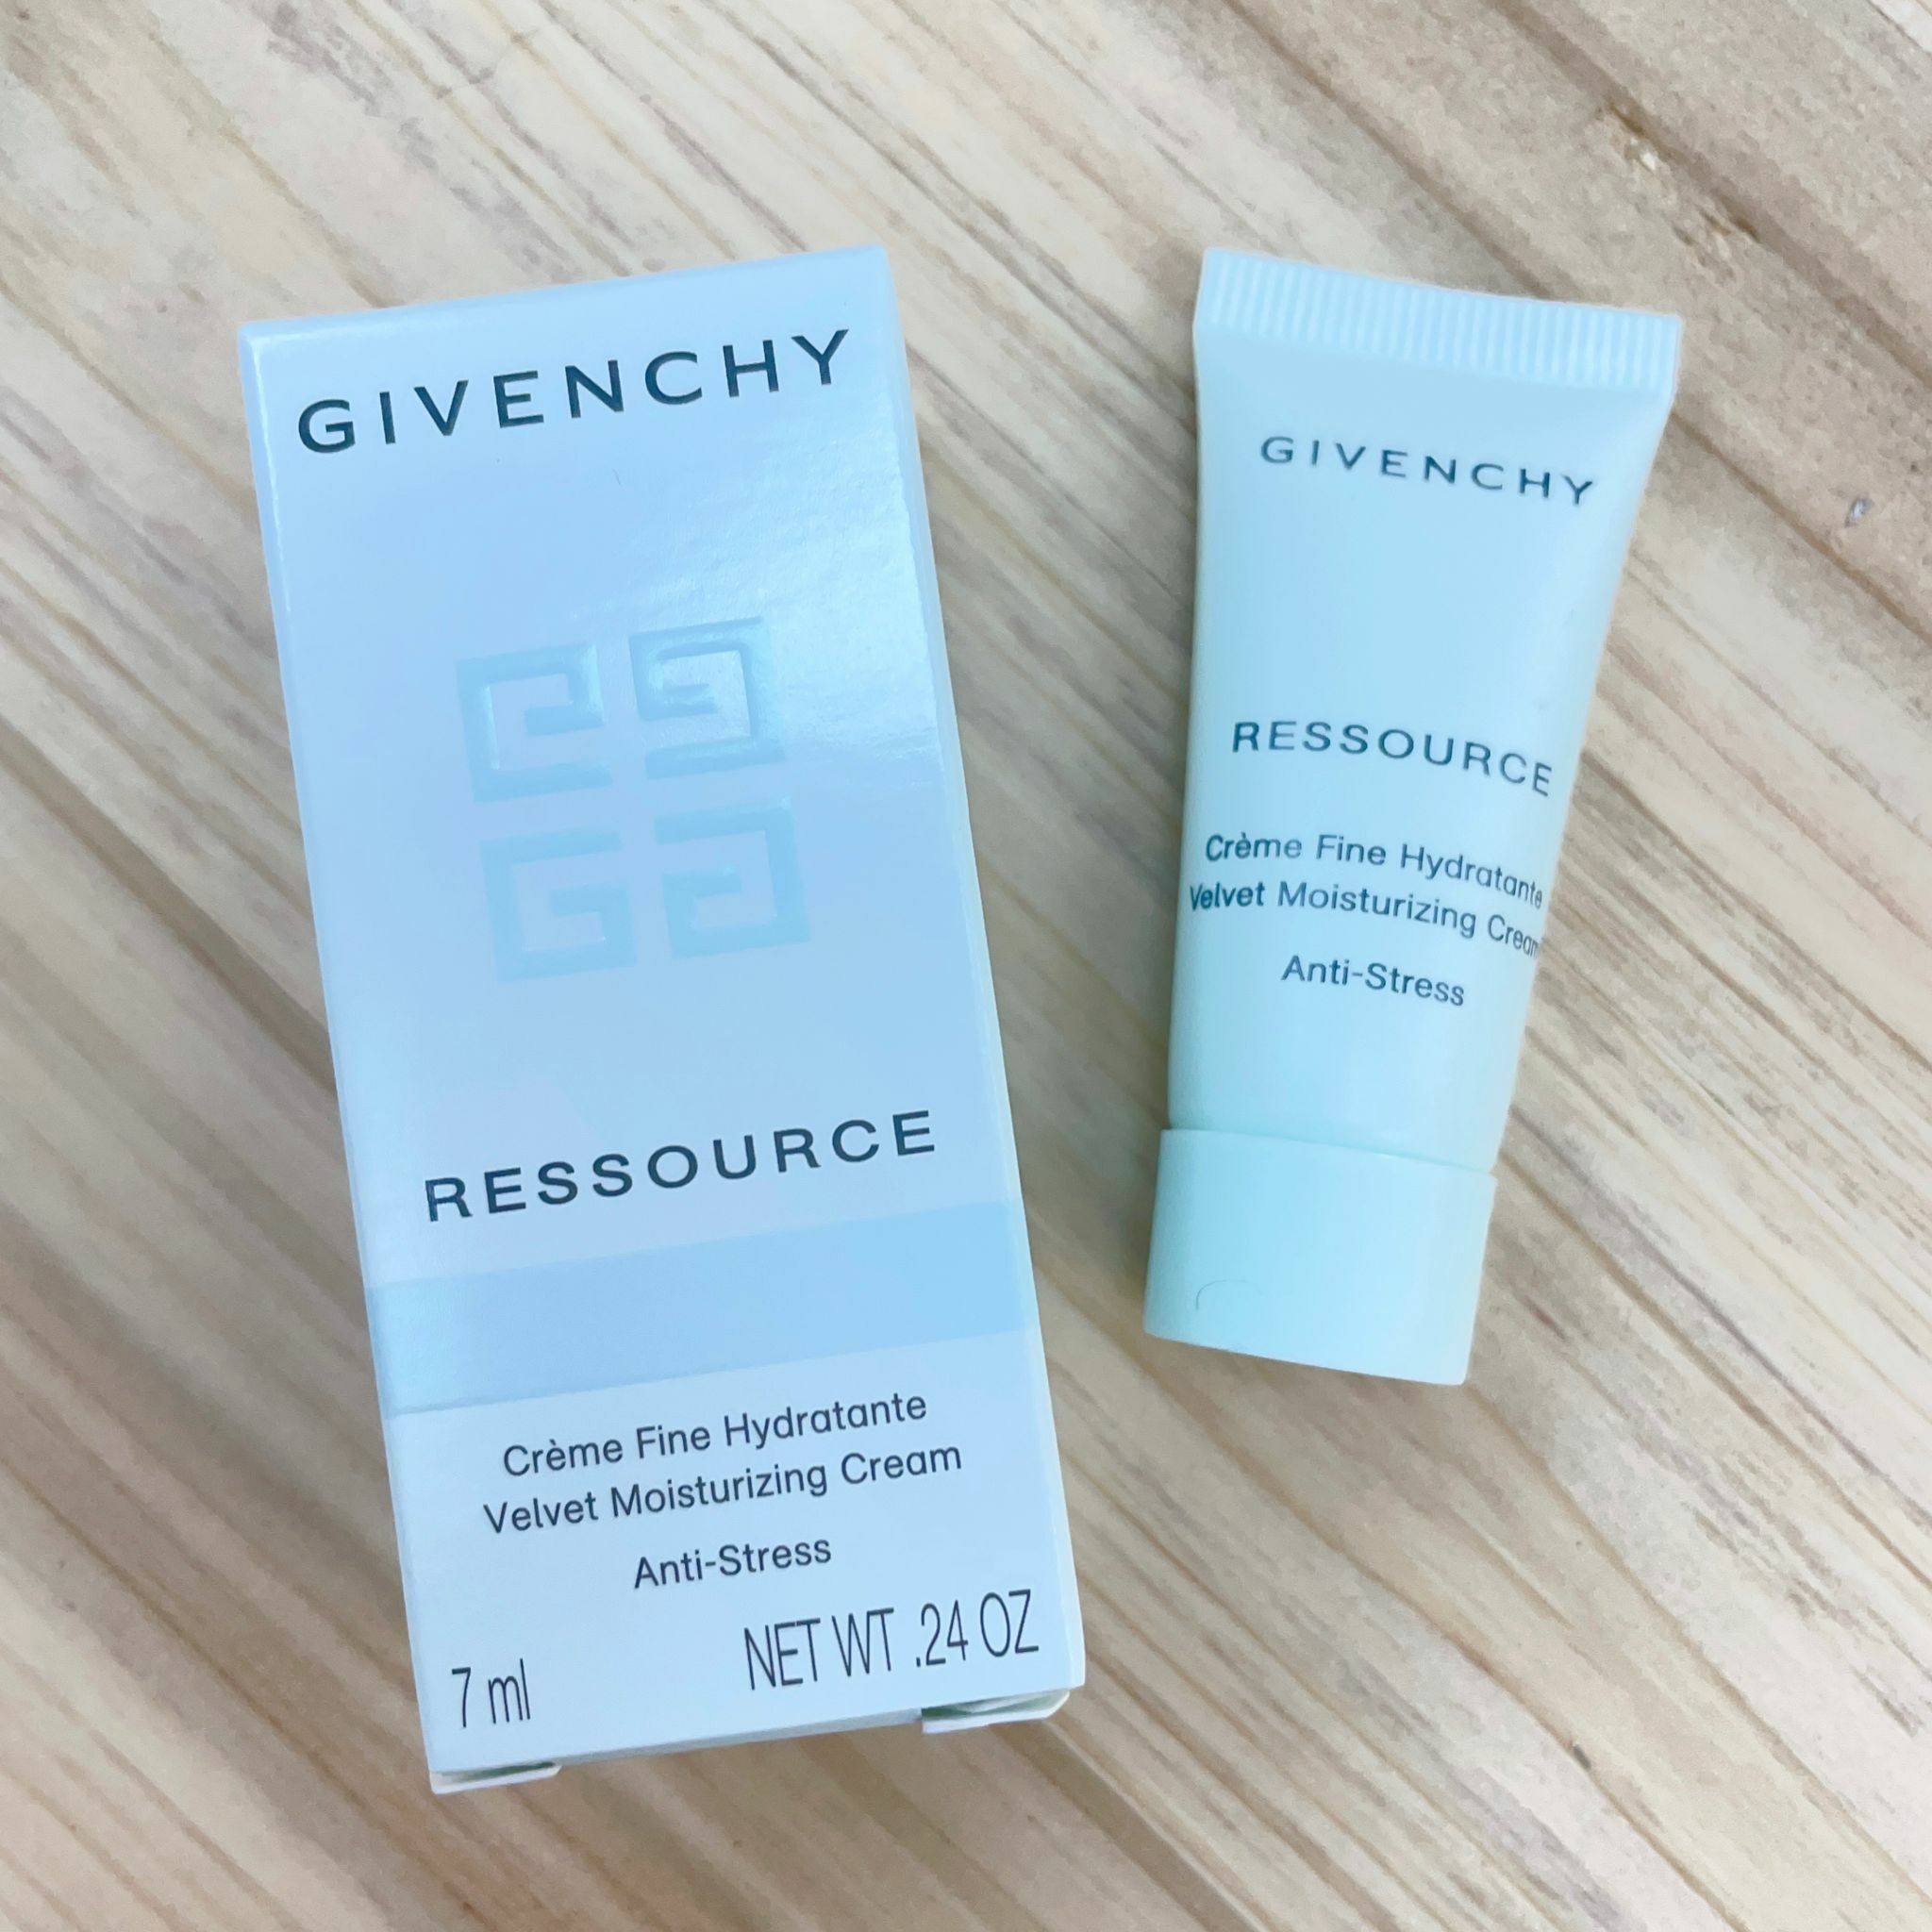 GIVENCHY
RESSOURCE
Crème Fine Hydratante
Velvet Moisturizing Cream
Anti-Stress
7 ml NET WT .24 OZ
GIVENCHY
RESSOURCE
Crème Fine Hydratante
Velvet Moisturizing Cream
Anti-Stress